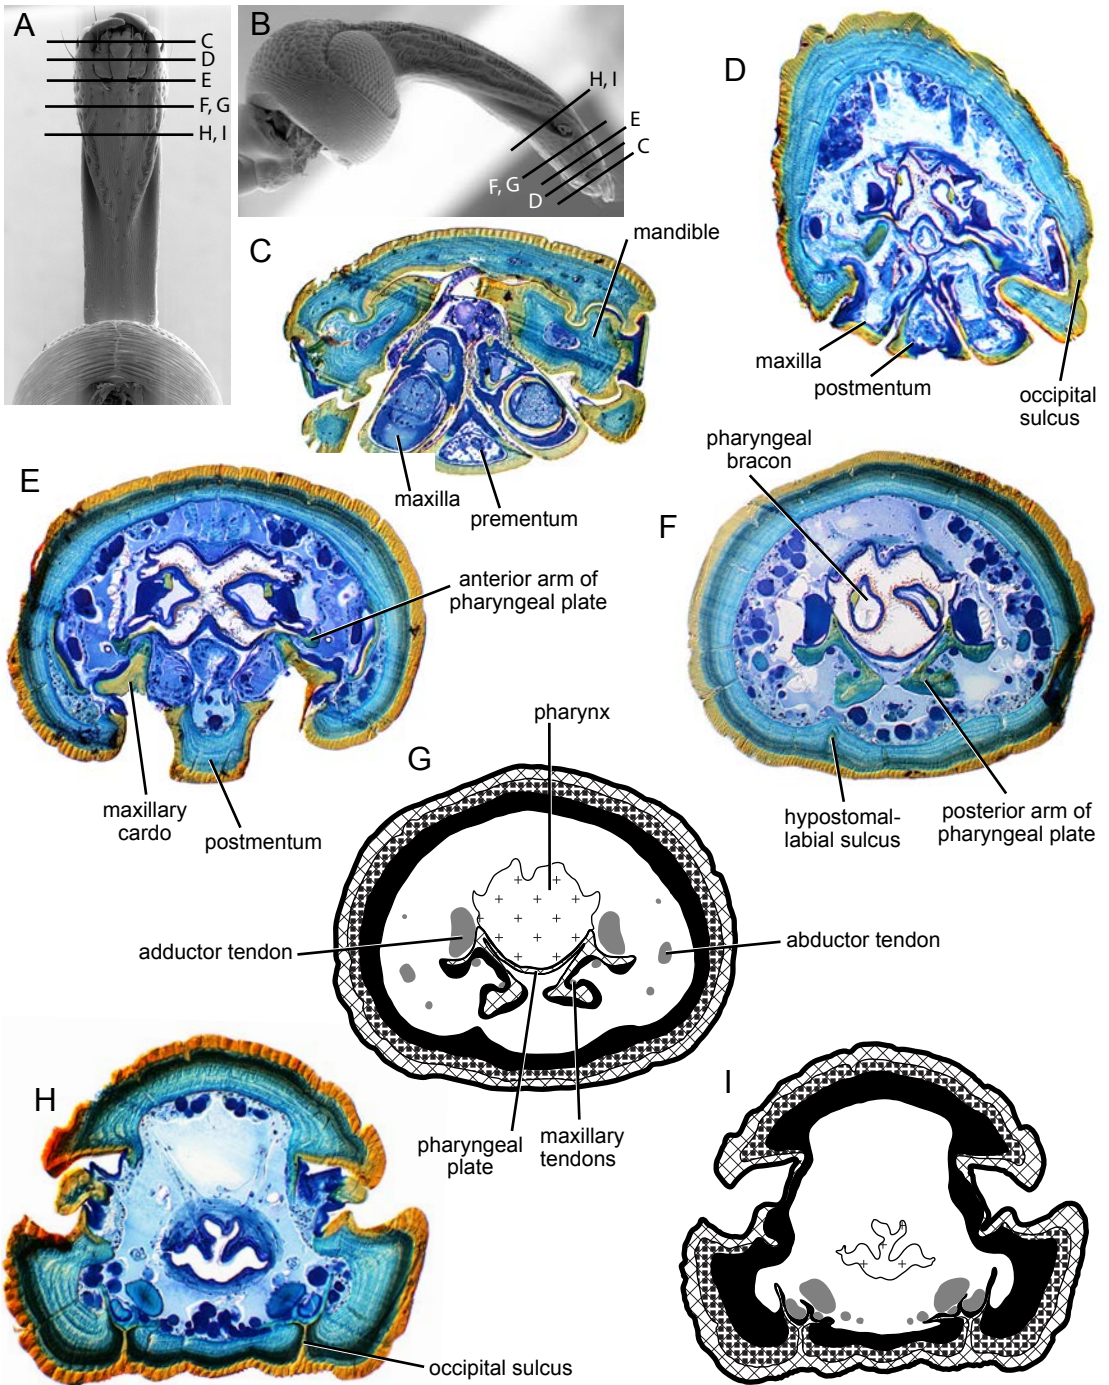 A
C
D
E
F, G
H, I
B
H, I
E
C
F, G
D
D
maxilla
postmentum
occipital
sulcus
C
mandible
maxilla
prementum
E
anterior arm of
pharyngeal plate
maxillary
cardo
postmentum
pharyngeal
bracon
F
hypostomal-
labial sulcus
posterior arm of
pharyngeal plate
pharynx
G
adductor tendon
abductor tendon
pharyngeal
plate
maxillary
tendons
H
occipital sulcus
I